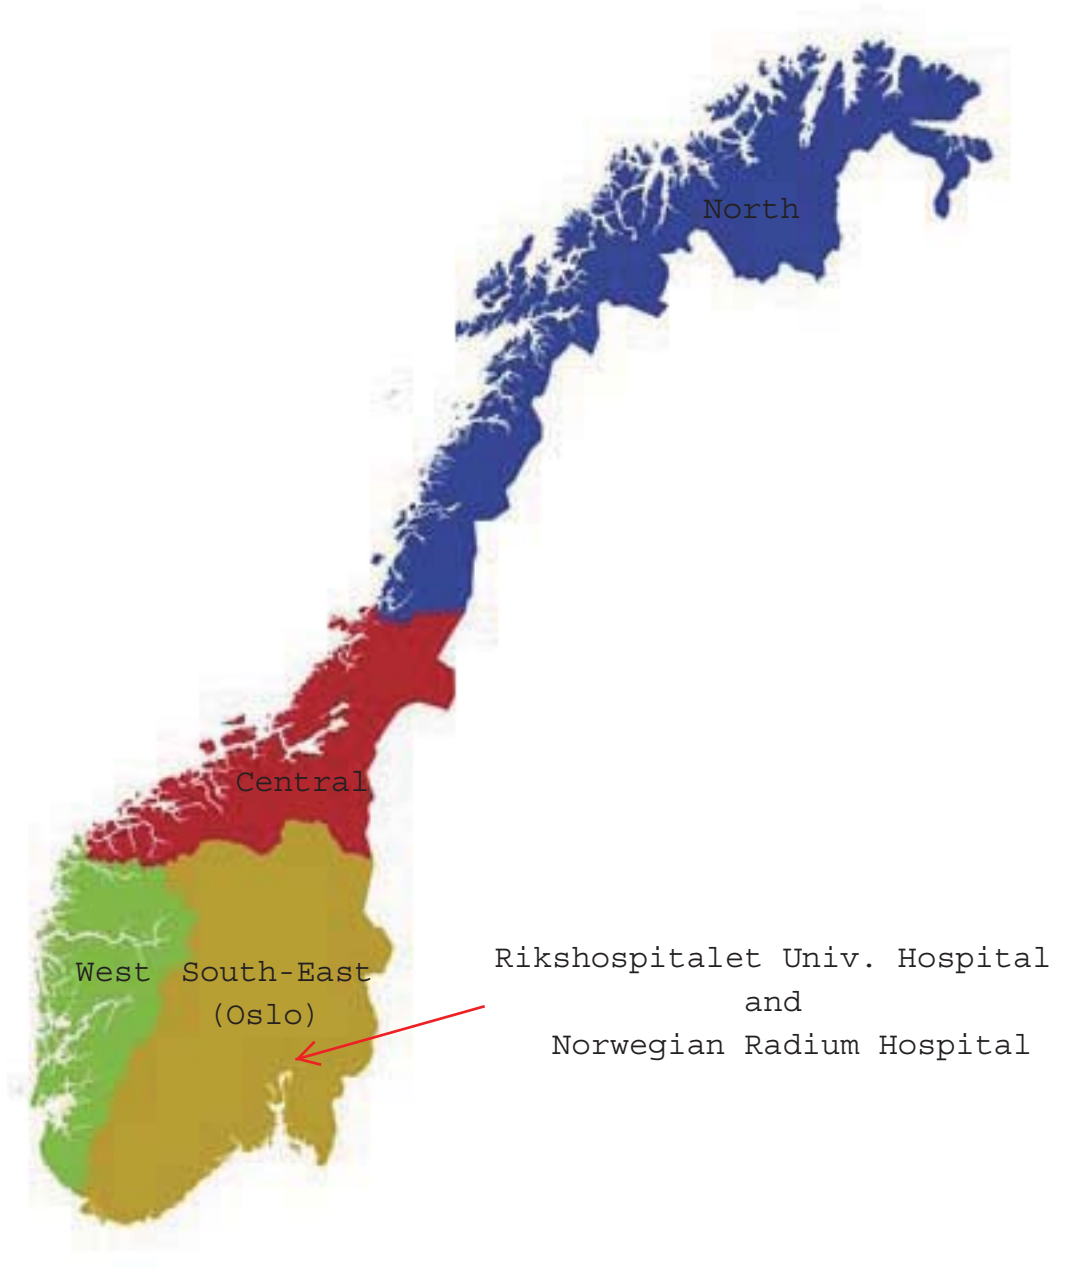 North
Central
West South-East
(Oslo)
Rikshospitalet Univ. Hospital
and
Norwegian Radium Hospital